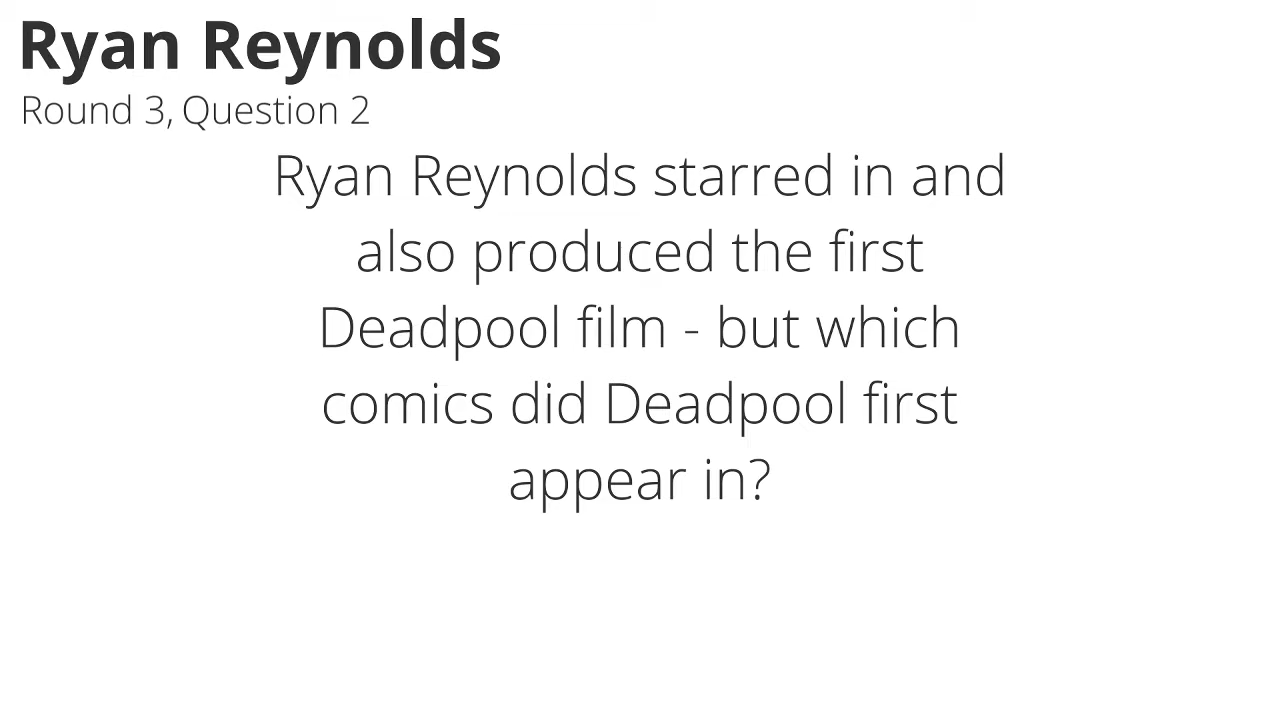 Ryan Reynolds
Round 3, Question 2
Ryan Reynolds starred in and
also produced the first
Deadpool film - but which
comics did Deadpool first
appear in?